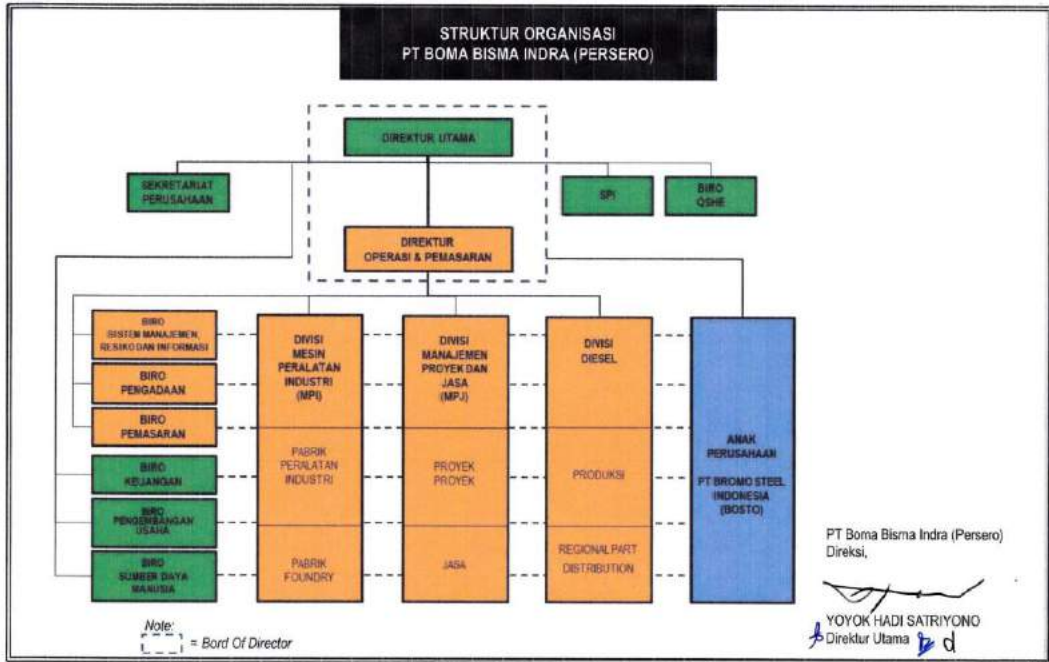 STRUKTUR ORGANISASI
PT BOMA BISMA INDRA (PERSERO)
DIREKTUR UTAMA
SEKRETARIAT
PERUSAHAAN
SPI
BIRO
QSHE
DIREKTUR
OPERASI & PEMASARAN
BIRO
SISTEM MANAJEMEN,
RESIKO DAN INFORMASI
BIRO
PENGADAAN
BIRO
PEMASARAN
BIRO
KEUANGAN
BIRO
PENGEMBANGAN
USAHA
BIRO
SUMBER DAYA
MANUSIA
DIVISI
MESIN
PERALATAN
INDUSTRI
(MPI)
PABRIK
PERALATAN
INDUSTRI
PABRIK
FOUNDRY
DIVISI
MANAJEMEN
PROYEK DAN
JASA
(MPJ)
PROYEK
PROYEK
JASA
DIVISI
DIESEL
PRODUKSI
REGIONAL PART
DISTRIBUTION
ANAK
PERUSAHAAN
PT BROMO STEEL
INDONESIA
(BOSTO)
PT Boma Bisma Indra (Persero)
Direksi,
YOYOK HADI SATRIYONO
Direktur Utama
Note:
= Bord Of Director